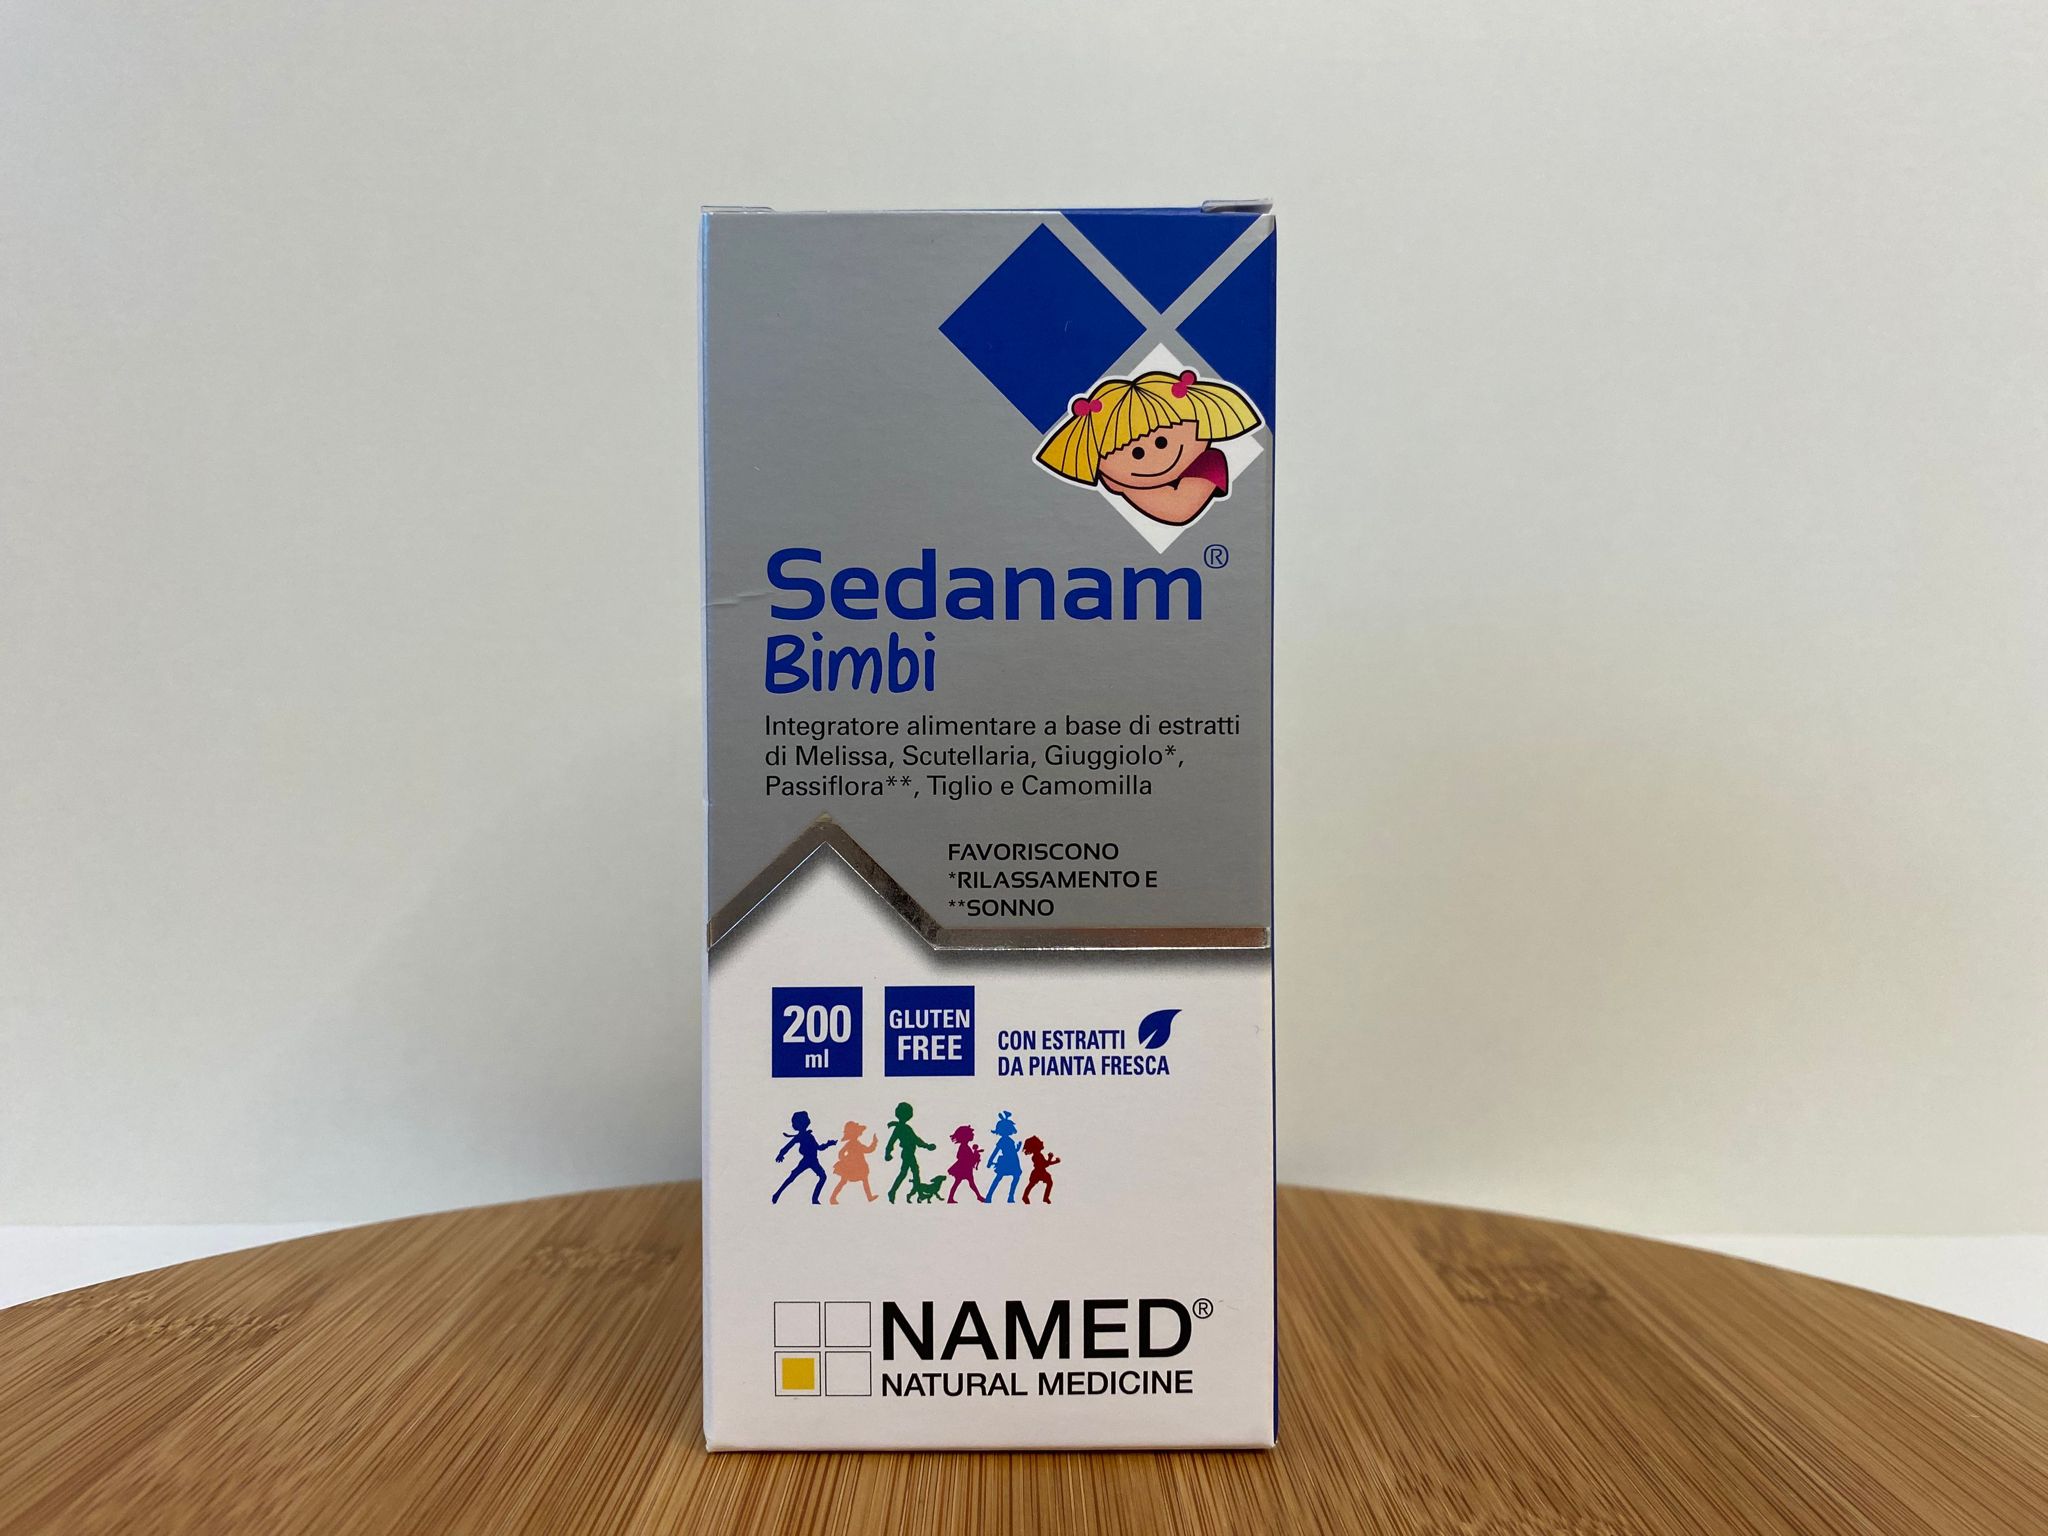 Sedanam®
Bimbi
Integratore alimentare a base di estratti
di Melissa, Scutellaria, Giuggiolo*,
Passiflora**, Tiglio e Camomilla
FAVORISCONO
*RILASSAMENTO E
**SONNO
200
ml
GLUTEN
FREE
CON ESTRATTI
DA PIANTA FRESCA
NAMED®
NATURAL MEDICINE